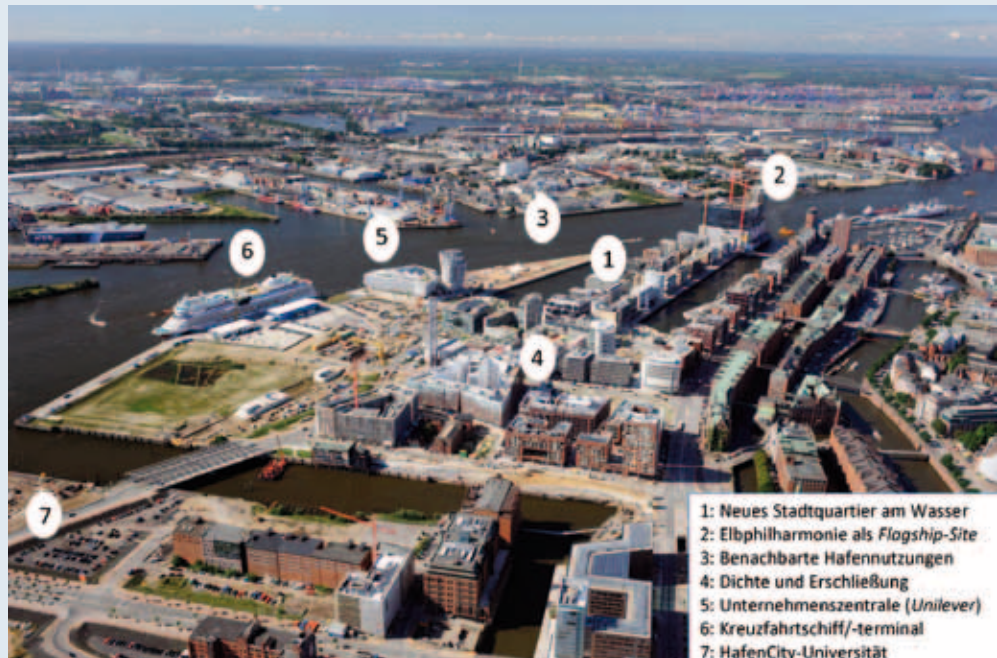 6
5
3
2
1
4
7
1: Neues Stadtquartier am Wasser
2: Elbphilharmonie als Flagship-Site
3: Benachbarte Hafennutzungen
4: Dichte und Erschließung
5: Unternehmenszentrale (Unilever)
6: Kreuzfahrtschiff/-terminal
7: HafenCity-Universität